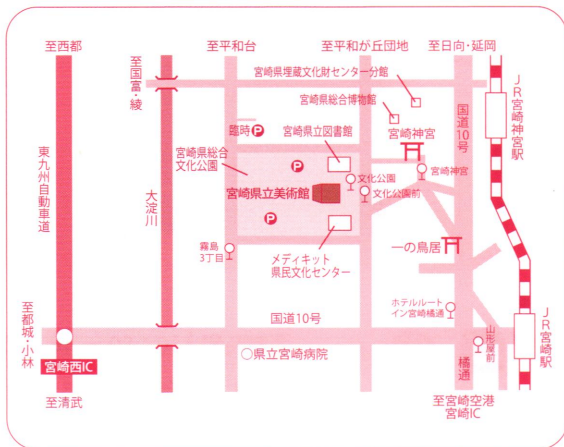 至西都
至国富・綾
至平和台
至平和が丘団地
至日向・延岡
宮崎県埋蔵文化財センター分館
宮崎県総合博物館
国道10号
JR宮崎神宮駅
臨時P
宮崎県立図書館
宮崎神宮
宮崎県総合
文化公園
P
文化公園
宮崎神宮
東九州自動車道
大淀川
宮崎県立美術館
文化公園前
P
霧島
3丁目
メディキット
県民文化センター
一の鳥居
ホテルルート
イン宮崎橘通
至都城・小林
国道10号
山形屋前
JR宮崎駅
宮崎西IC
○県立宮崎病院
橘通
至清武
至宮崎空港
宮崎IC